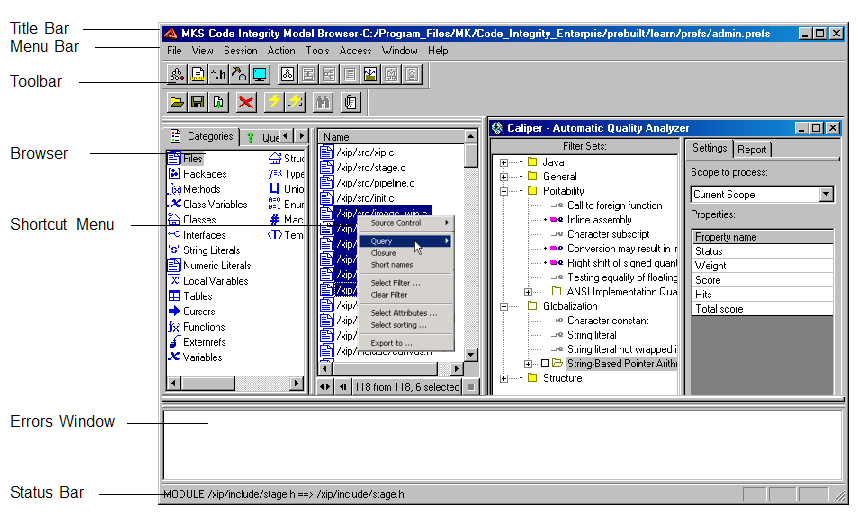 Title Bar
MKS Code Integrity Model Browser-C:/Program_Files/MK/Code_Integrity_Enterpris/prebuilt/learn/prefs/admin.prefs
Menu Bar
File View Session Action Tools Access Window Help
Toolbar
Browser
Categories
Files
Packages
Methods
Class Variables
Classes
Interfaces
String Literals
Numeric Literals
Local Variables
Tables
Cursors
Functions
Externrefs
Variables
Struc
Type
Unio
Enum
Mac
Tem
Name
/xip/src/xip.c
/xip/src/stage.c
/xip/src/pipeline.c
/xip/src/init.c
/xip/src/image_win.c
/xip/include/canvas.h
118 from 118, 6 selected
Shortcut Menu
Source Control
Query
Closure
Short names
Select Filter ...
Clear Filter
Select Attributes ...
Select sorting ...
Export to ...
Caliper - Automatic Quality Analyzer
Filter Sets:
Java
General
Portability
Call to foreign function
Inline assembly
Character subscript
Conversion may result in
Right shift of signed quant
Testing equality of floating
ANSI Implementation Qua
Globalization
Character constant
String literal
String literal not wrapped i
String-Based Pointer Arith
Structure
Settings Report
Scope to process:
Current Scope
Properties:
Property name
Status
Weight
Score
Hits
Total score
Errors Window
Status Bar
MODULE /xip/include/stage.h ==> /xip/include/stage.h